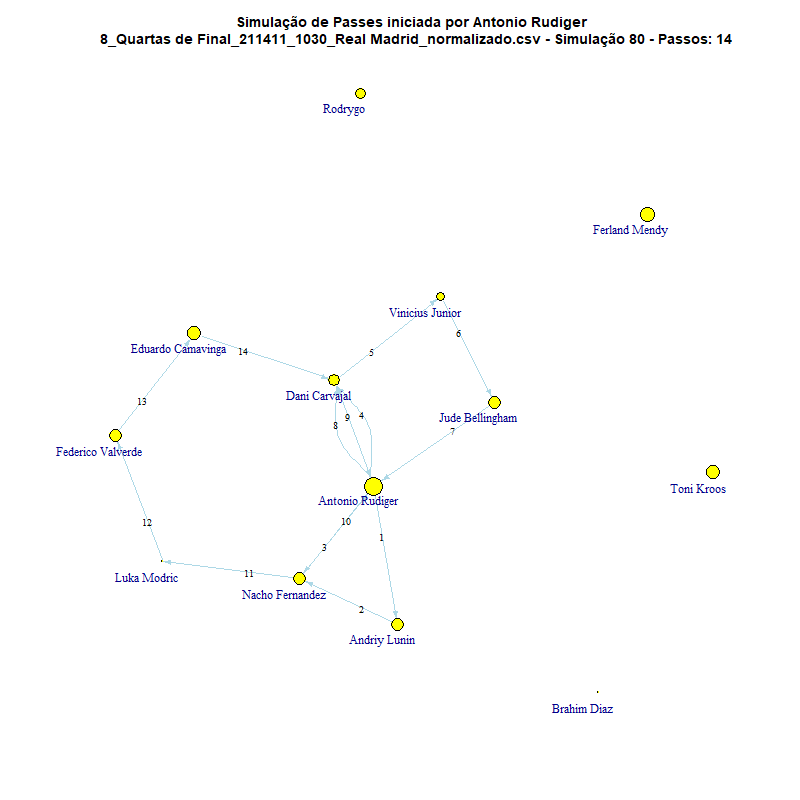 Simulação de Passes iniciada por Antonio Rudiger
8_Quartas de Final_211411_1030_Real Madrid_normalizado.csv - Simulação 80 - Passos: 14
Rodrygo
Ferland Mendy
Vinicius Junior
6
Eduardo Camavinga
14
5
Dani Carvajal
13
4
9
8
Jude Bellingham
7
Federico Valverde
Toni Kroos
Antonio Rudiger
12
10
1
3
Luka Modric
11
Nacho Fernandez
2
Andriy Lunin
Brahim Diaz